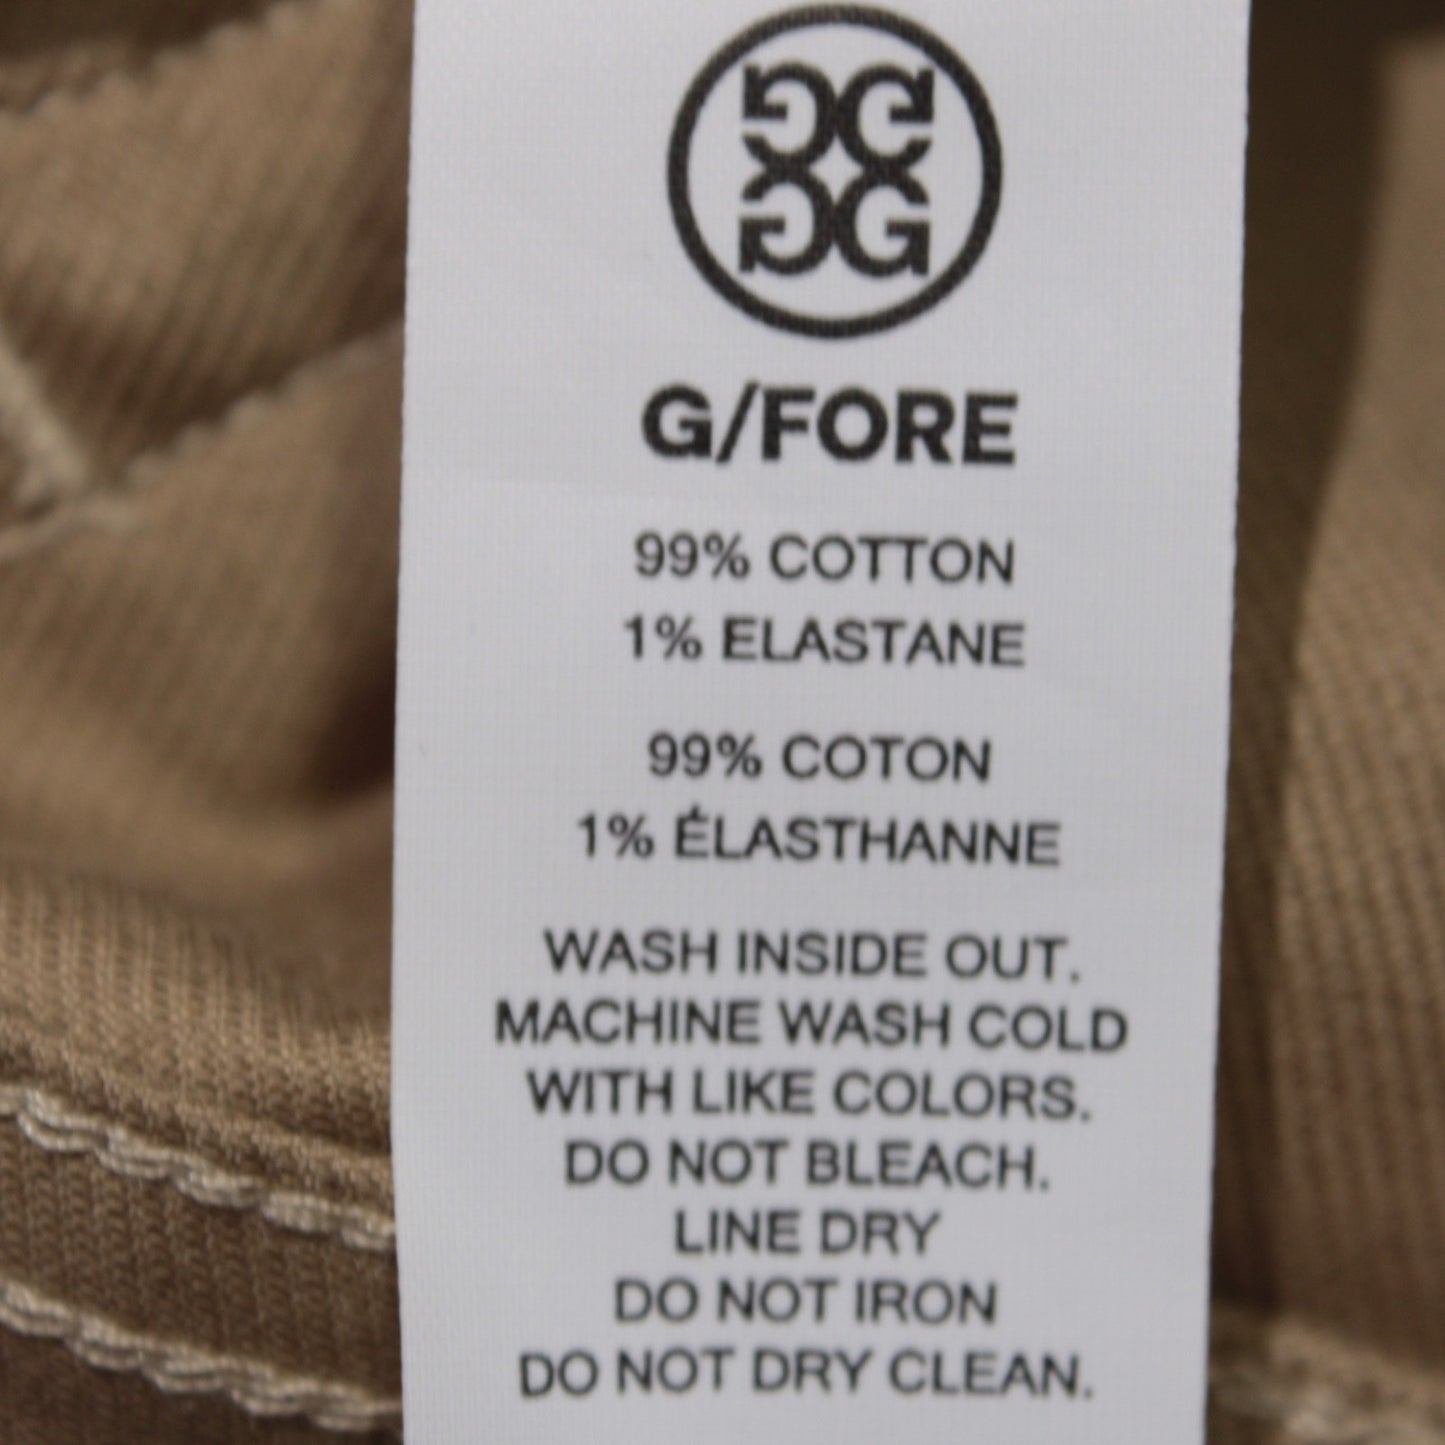 G/FORE
99% COTTON
1% ELASTANE
99% COTON
1% ÉLASTHANNE
WASH INSIDE OUT.
MACHINE WASH COLD
WITH LIKE COLORS.
DO NOT BLEACH.
LINE DRY
DO NOT IRON
DO NOT DRY CLEAN.